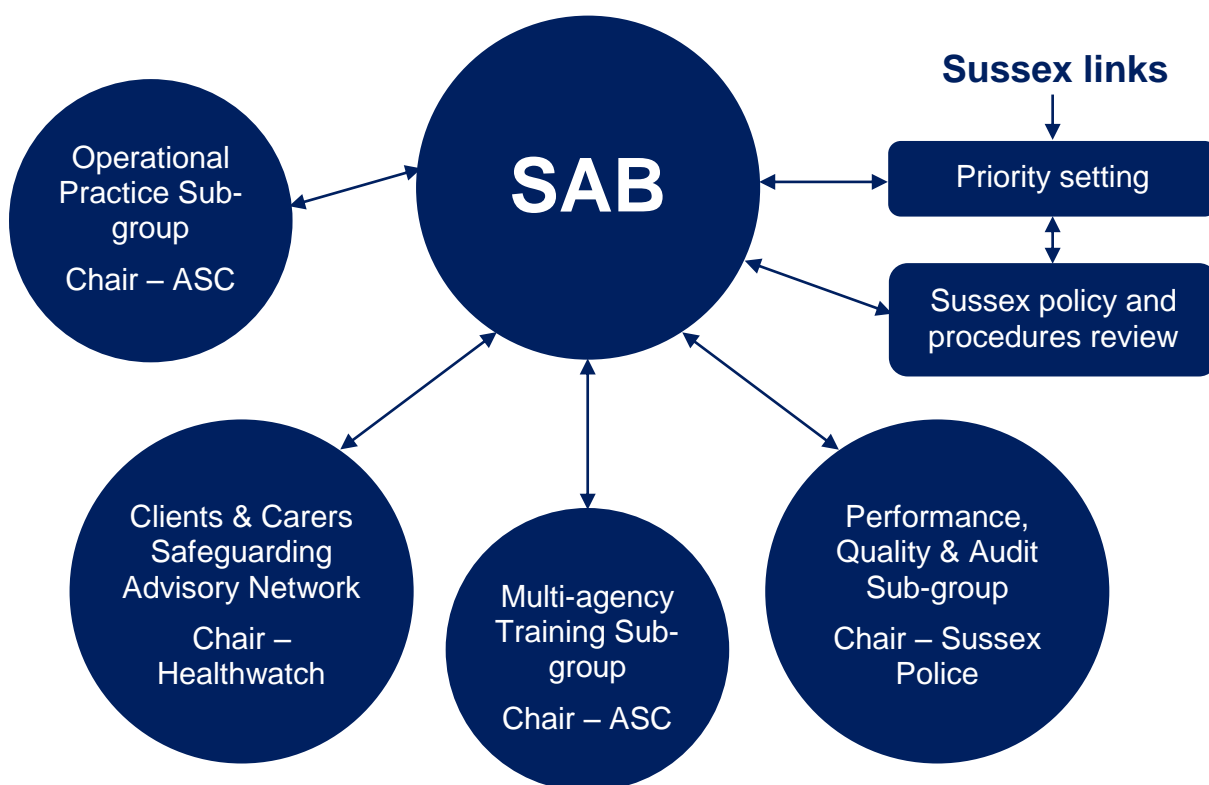 SAB
Sussex links
Priority setting
Sussex policy and
procedures review
Operational
Practice Sub-
group
Chair – ASC
Clients & Carers
Safeguarding
Advisory Network
Chair –
Healthwatch
Multi-agency
Training Sub-
group
Chair – ASC
Performance,
Quality & Audit
Sub-group
Chair – Sussex
Police